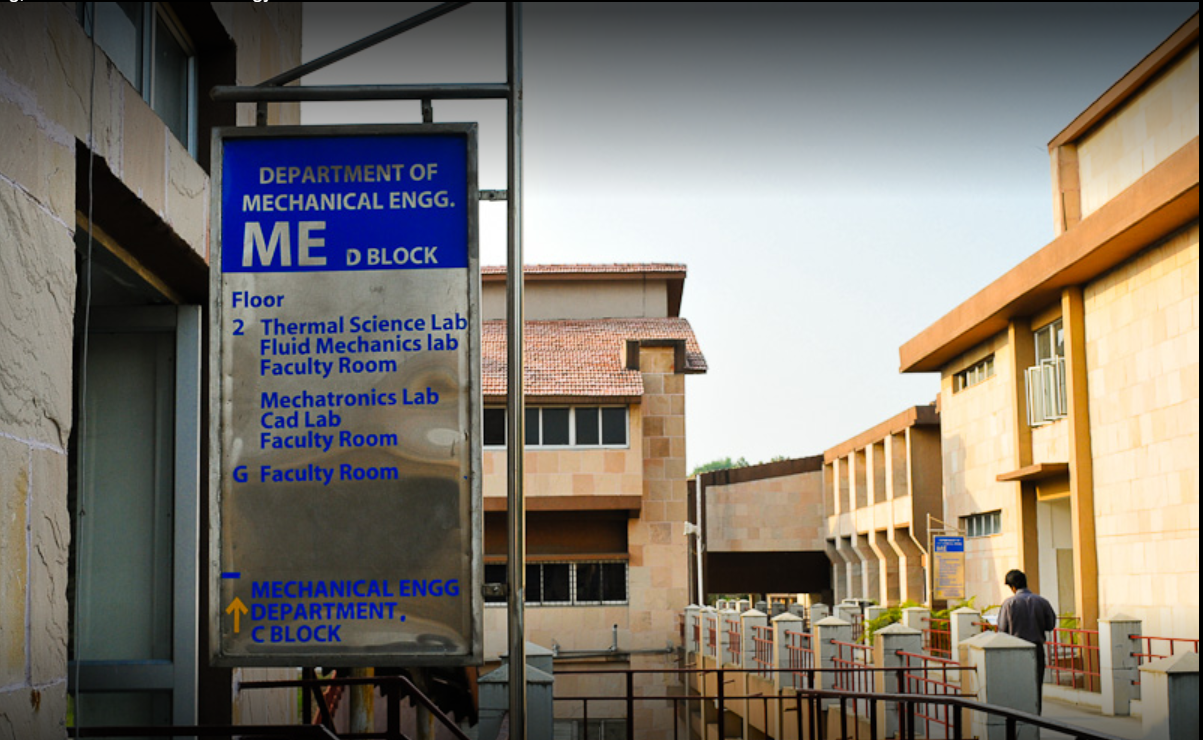 DEPARTMENT OF
MECHANICAL ENGG.
ME D BLOCK
Floor
2 Thermal Science Lab
Fluid Mechanics lab
Faculty Room
Mechatronics Lab
Cad Lab
Faculty Room
G Faculty Room
MECHANICAL ENGG
DEPARTMENT,
C BLOCK